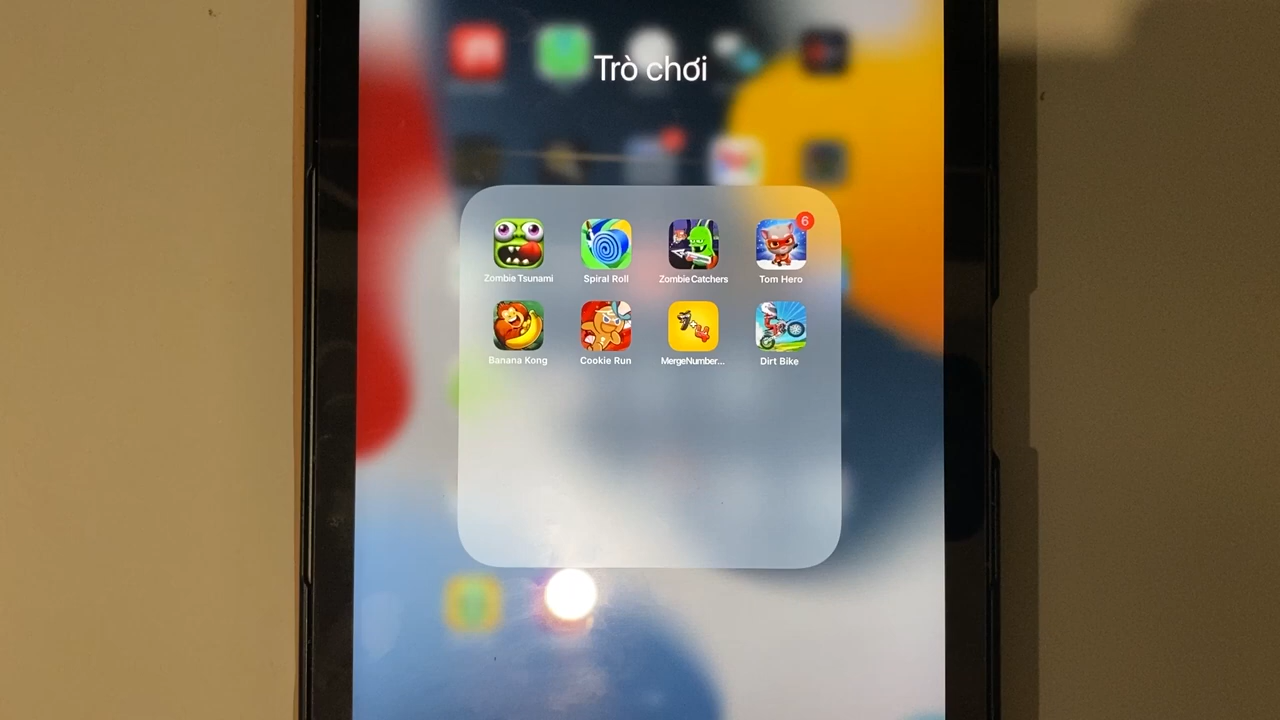 Trò chơi
6
Zombie Tsunami
Spiral Roll
Zombie Catchers
Tom Hero
Banana Kong
Cookie Run
MergeNumber...
Dirt Bike